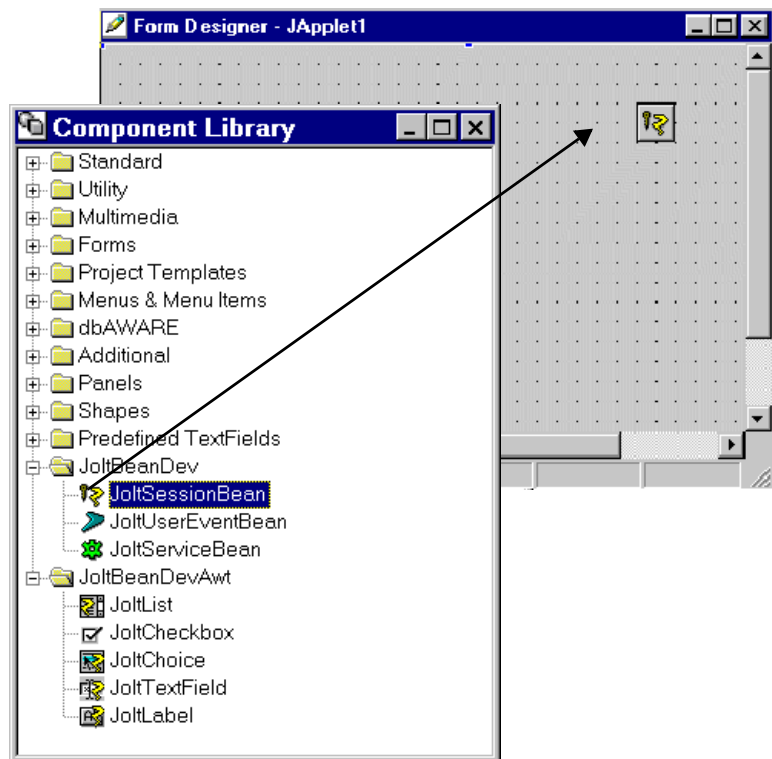 Form Designer - JApplet1
Component Library
Standard
Utility
Multimedia
Forms
Project Templates
Menus & Menu Items
dbAWARE
Additional
Panels
Shapes
Predefined TextFields
JoltBeanDev
JoltSessionBean
JoltUserEventBean
JoltServiceBean
JoltBeanDevAwt
JoltList
JoltCheckbox
JoltChoice
JoltTextField
JoltLabel